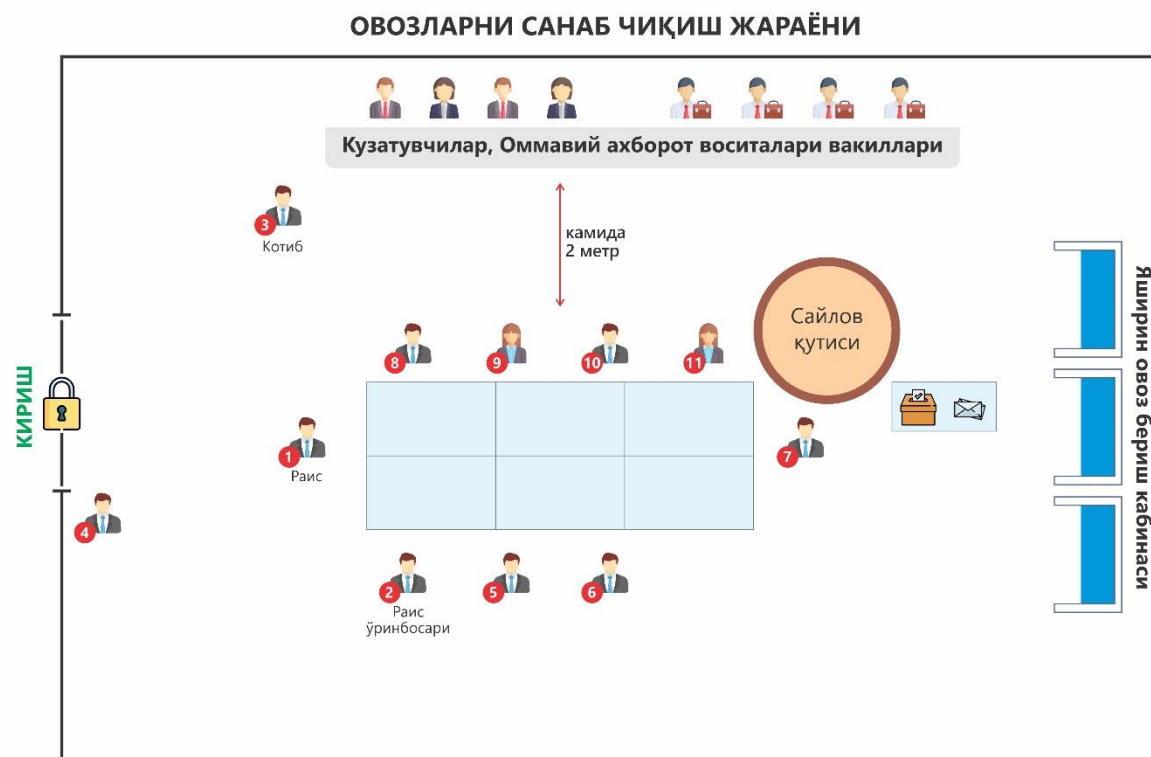 ОВОЗЛАРНИ САНАБ ЧИҚИШ ЖАРАЁНИ
Кузатувчилар, Оммавий ахборот воситалари вакиллари
3
Котиб
камида
2 метр
Сайлов
қутиси
8
9
10
11
КИРИШ
1
Раис
7
4
2
Раис
ўринбосари
5
6
Яширин овоз бериш кабинаси